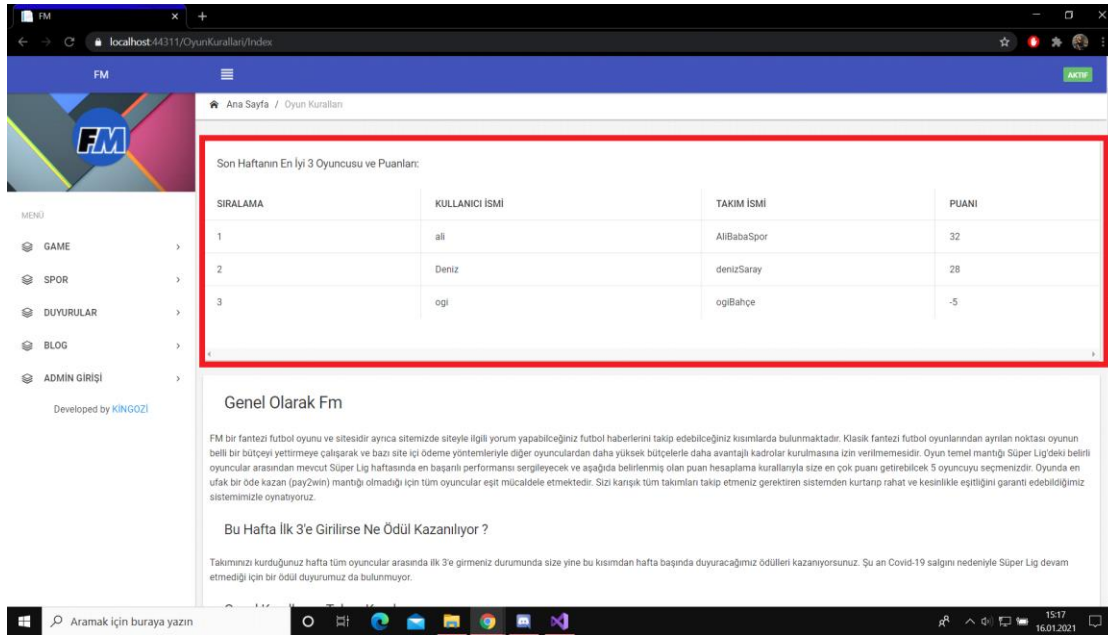 FM
localhost:44311/OyunKurallari/Index
FM
AKTIF
Ana Sayfa / Oyun Kuralları
FM
Son Haftanın En İyi 3 Oyuncusu ve Puanları:
SIRALAMA KULLANICI İSMİ TAKIM İSMİ PUANI
1 ali AliBabaSpor 32
2 Deniz denizSaray 28
3 ogi ogiBahçe -5
MENÜ
GAME
SPOR
DUYURULAR
BLOG
ADMİN GİRİŞİ
Developed by KİNGOZİ
Genel Olarak Fm
FM bir fantezi futbol oyunu ve sitesidir ayrıca sitemizde siteyle ilgili yorum yapabileceğiniz futbol haberlerini takip edebileceğiniz kısımlarda bulunmaktadır. Klasik fantezi futbol oyunlarından ayrılan noktası oyunun
belli bir bütçeyi yettirmeye çalışarak ve bazı site içi ödeme yöntemleriyle diğer oyunculardan daha yüksek bütçelerle daha avantajlı kadrolar kurulmasına izin verilmemesidir. Oyun temel mantığı Süper Lig'deki belirli
oyuncular arasından mevcut Süper Lig haftasında en başarılı performansı sergileyecek ve aşağıda belirlenmiş olan puan hesaplama kurallarıyla size en çok puanı getirebilcek 5 oyuncuyu seçmenizdir. Oyunda en
ufak bir öde kazan (pay2win) mantığı olmadığı için tüm oyuncular eşit mücaldele etmektedir. Sizi karışık tüm takımları takip etmeniz gerektiren sistemden kurtarıp rahat ve kesinlikle eşitliğini garanti edebildiğimiz
sistemimizle oynatıyoruz.
Bu Hafta İlk 3'e Girilirse Ne Ödül Kazanılıyor ?
Takımınızı kurduğunuz hafta tüm oyuncular arasında ilk 3'e girmeniz durumunda size yine bu kısımdan hafta başında duyuracağımız ödülleri kazanıyorsunuz. Şu an Covid-19 salgını nedeniyle Süper Lig devam
etmediği için bir ödül duyurumuz da bulunmuyor.
Aramak için buraya yazın
15:17
16.01.2021